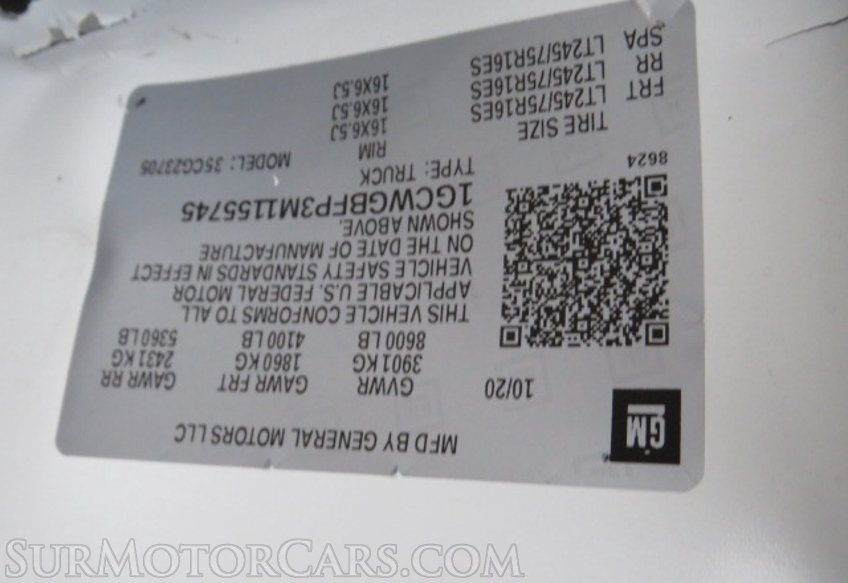 GM
MFD BY GENERAL MOTORS LLC
10/20 GVWR GAWR FRT GAWR RR
3901 KG 1860 KG 2431 KG
8600 LB 4100 LB 5360 LB
THIS VEHICLE CONFORMS TO ALL
APPLICABLE U.S. FEDERAL MOTOR
VEHICLE SAFETY STANDARDS IN EFFECT
ON THE DATE OF MANUFACTURE
SHOWN ABOVE.
1GCWGBFP3M1155745
TYPE: TRUCK MODEL: 3SCG23705
8624
TIRE SIZE RIM
FRT LT245/75R16ES 16X6.5J
RR LT245/75R16ES 16X6.5J
SPA LT245/75R16ES 16X6.5J
SURMOTORCARS.COM